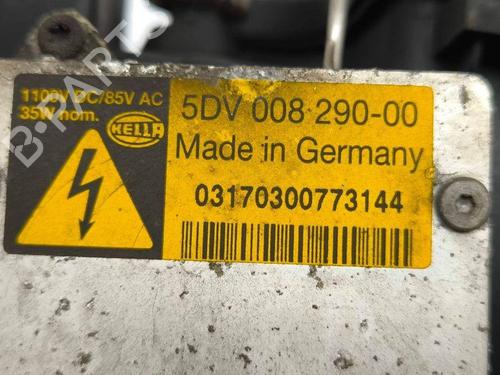 1100V DC/85V AC
35W nom.
HELLA
5DV 008 290-00
Made in Germany
03170300773144
B-PARTS